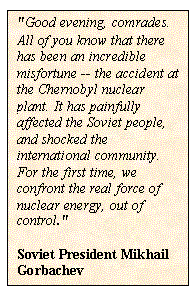 "Good evening, comrades.
All of you know that there
has been an incredible
misfortune -- the accident at
the Chernobyl nuclear
plant. It has painfully
affected the Soviet people,
and shocked the
international community.
For the first time, we
confront the real force of
nuclear energy, out of
control."
Soviet President Mikhail
Gorbachev